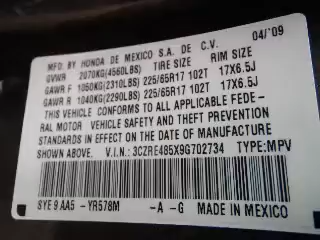 MFD. BY HONDA DE MEXICO S.A. DE C.V. 04/'09
GVWR 2070KG(4560LBS) TIRE SIZE RIM SIZE
GAWR F 1050KG(2310LBS) 225/65R17 102T 17X6.5J
GAWR R 1040KG(2290LBS) 225/65R17 102T 17X6.5J
THIS VEHICLE CONFORMS TO ALL APPLICABLE FEDE-
RAL MOTOR VEHICLE SAFETY AND THEFT PREVENTION
STANDARDS IN EFFECT ON THE DATE OF MANUFACTURE
SHOWN ABOVE. V.I.N.: 3CZRE485X9G702734 TYPE: MPV
SYE 9 AA5 -YR578M -A -G MADE IN MEXICO